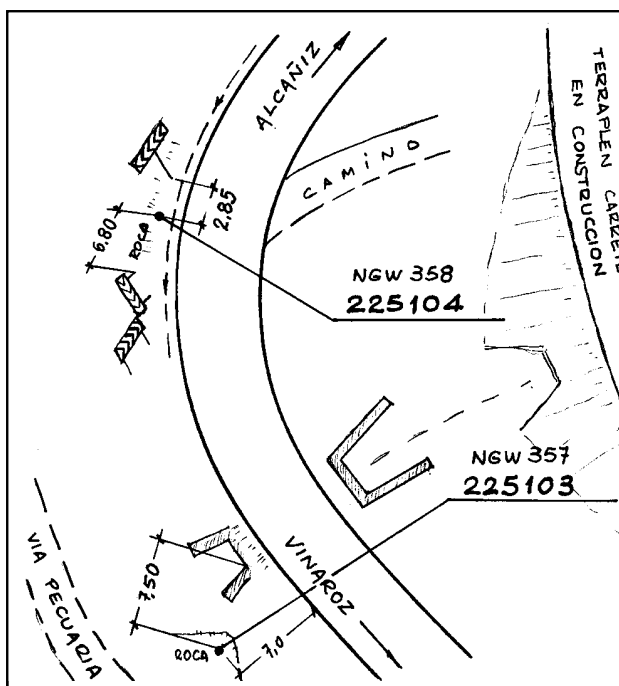 ALCAÑIZ
TERRAPLEN CARRETE
EN CONSTRUCCION
CAMINO
2.85
6.80
ROCA
NGW 358
225104
NGW 357
225103
VIA PECUARIA
7,50
VINAROZ
ROCA
7,0